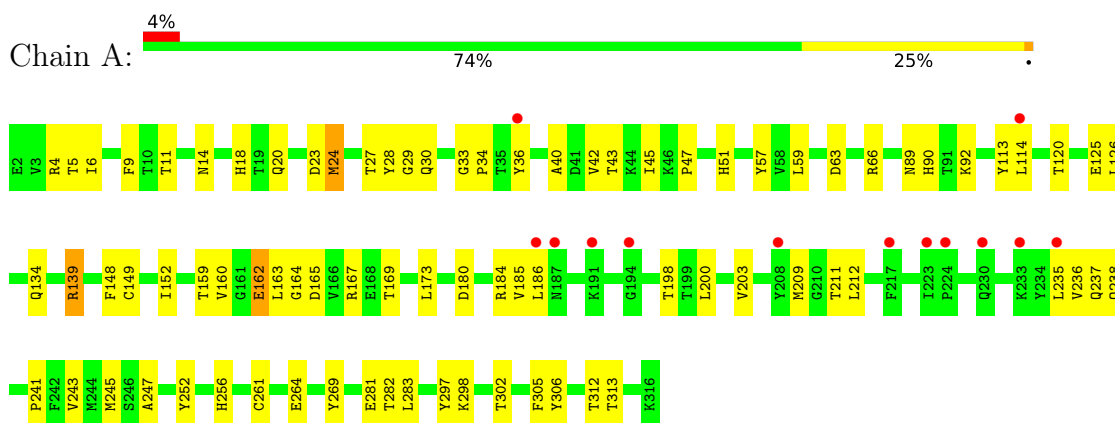 4%
Chain A:
74% 25% •
E2 V3 R4 T5 I6 F9 T10 T11 N14 H18 T19 Q20 D23 M24 T27 Y28 G29 Q30 G33 P34 T35 Y36 A40 D41 V42 T43 K44 I45 K46 P47 H51 Y57 V58 L59 D63 R66 N89 H90 T91 K92 Y113 L114 T120 E125 L126
Q134 R139 F148 C149 I152 T159 V160 G161 E162 L163 G164 D165 V166 R167 E168 T169 L173 D180 R184 V185 L186 N187 K191 G194 T198 T199 L200 V203 Y208 M209 G210 T211 L212 F217 I223 P224 Q230 K233 Y234 L235 V236 Q237
P241 F242 V243 M244 M245 S246 A247 Y252 H256 C261 E264 Y269 E281 T282 L283 Y297 K298 T302 F305 Y306 T312 T313 K316